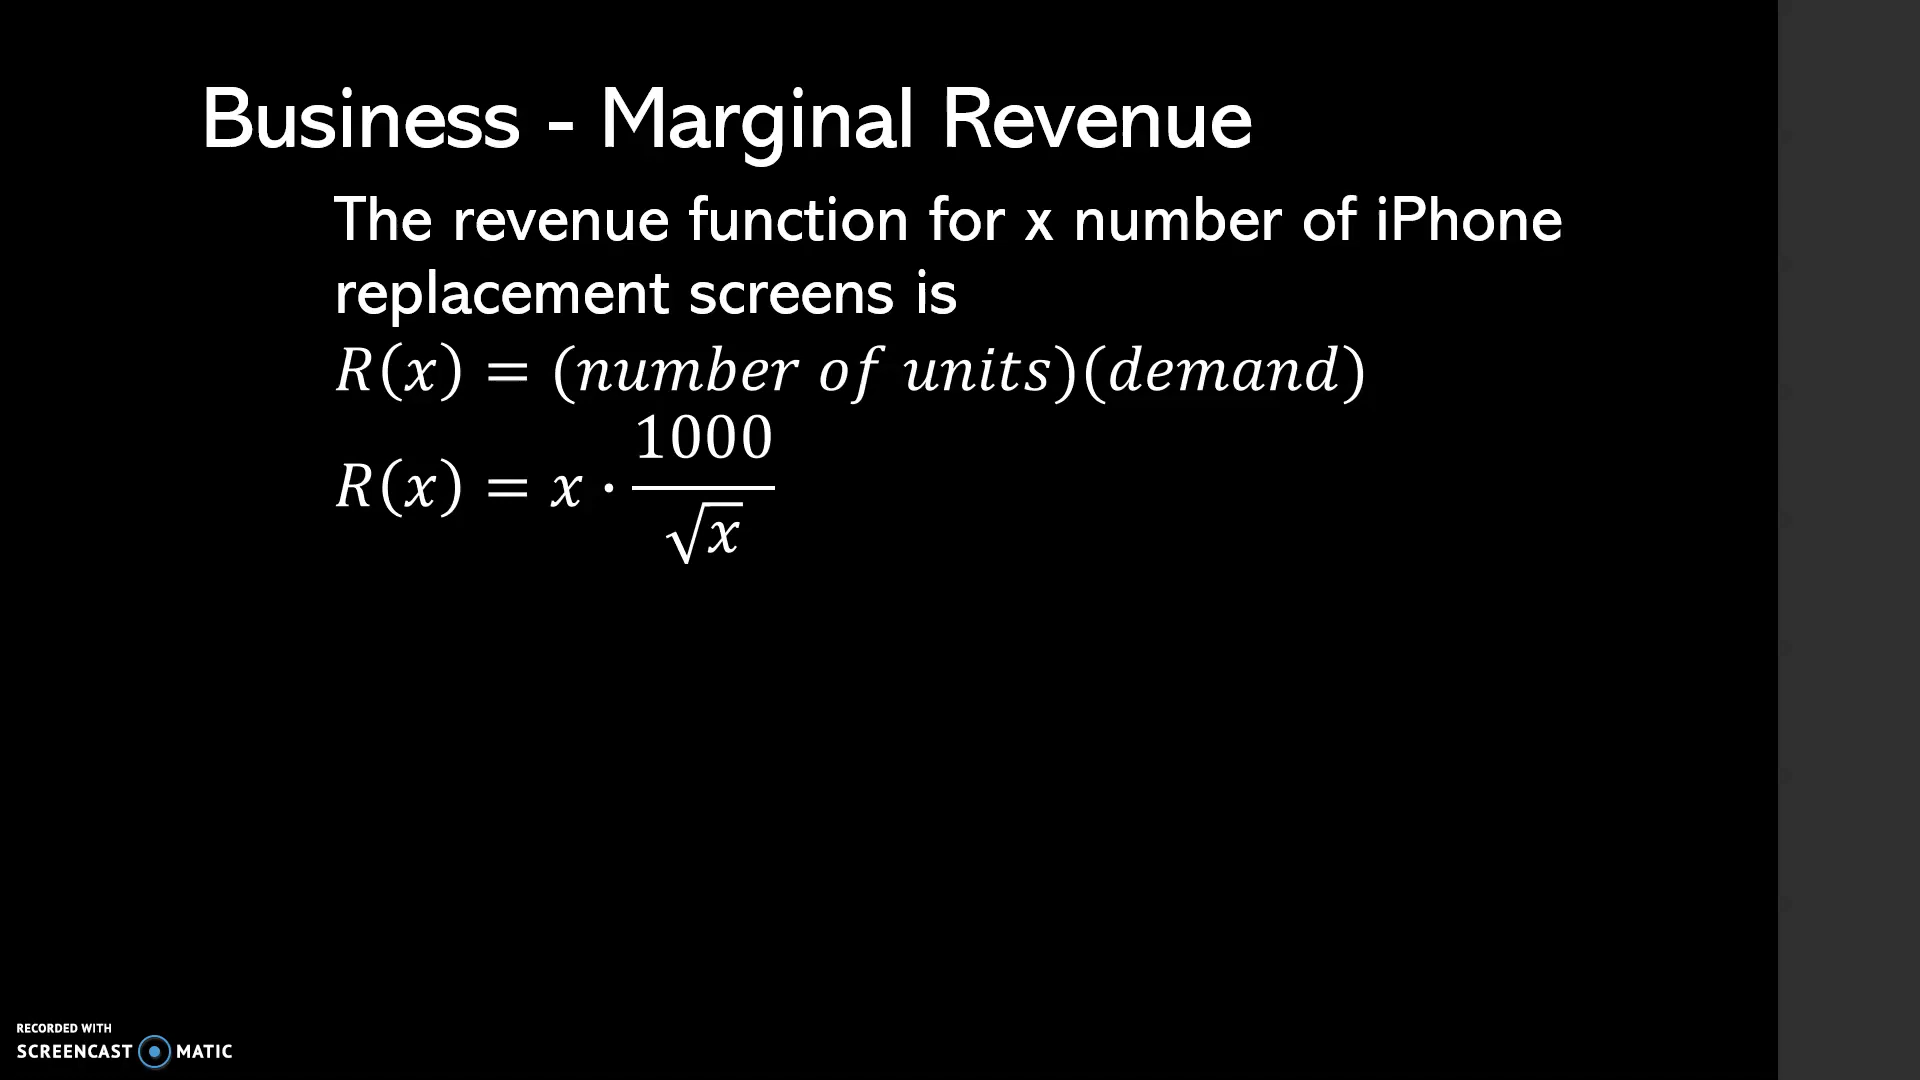 Business - Marginal Revenue
The revenue function for x number of iPhone
replacement screens is
R(x) = (number of units)(demand)
R(x) = x · 1000/√x
RECORDED WITH
SCREENCAST MATIC